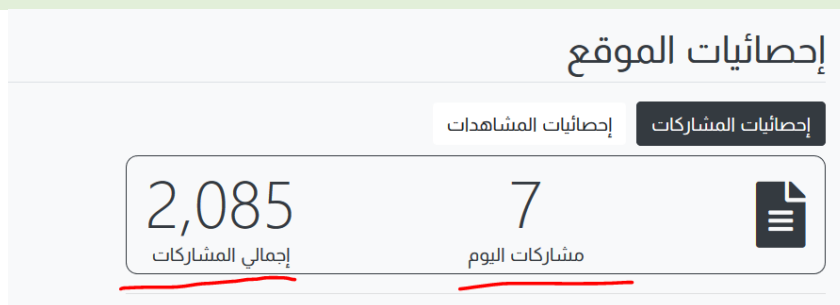 إحصائيات الموقع
إحصائيات المشاركات إحصائيات المشاهدات
7 2,085
مشاركات اليوم إجمالي المشاركات